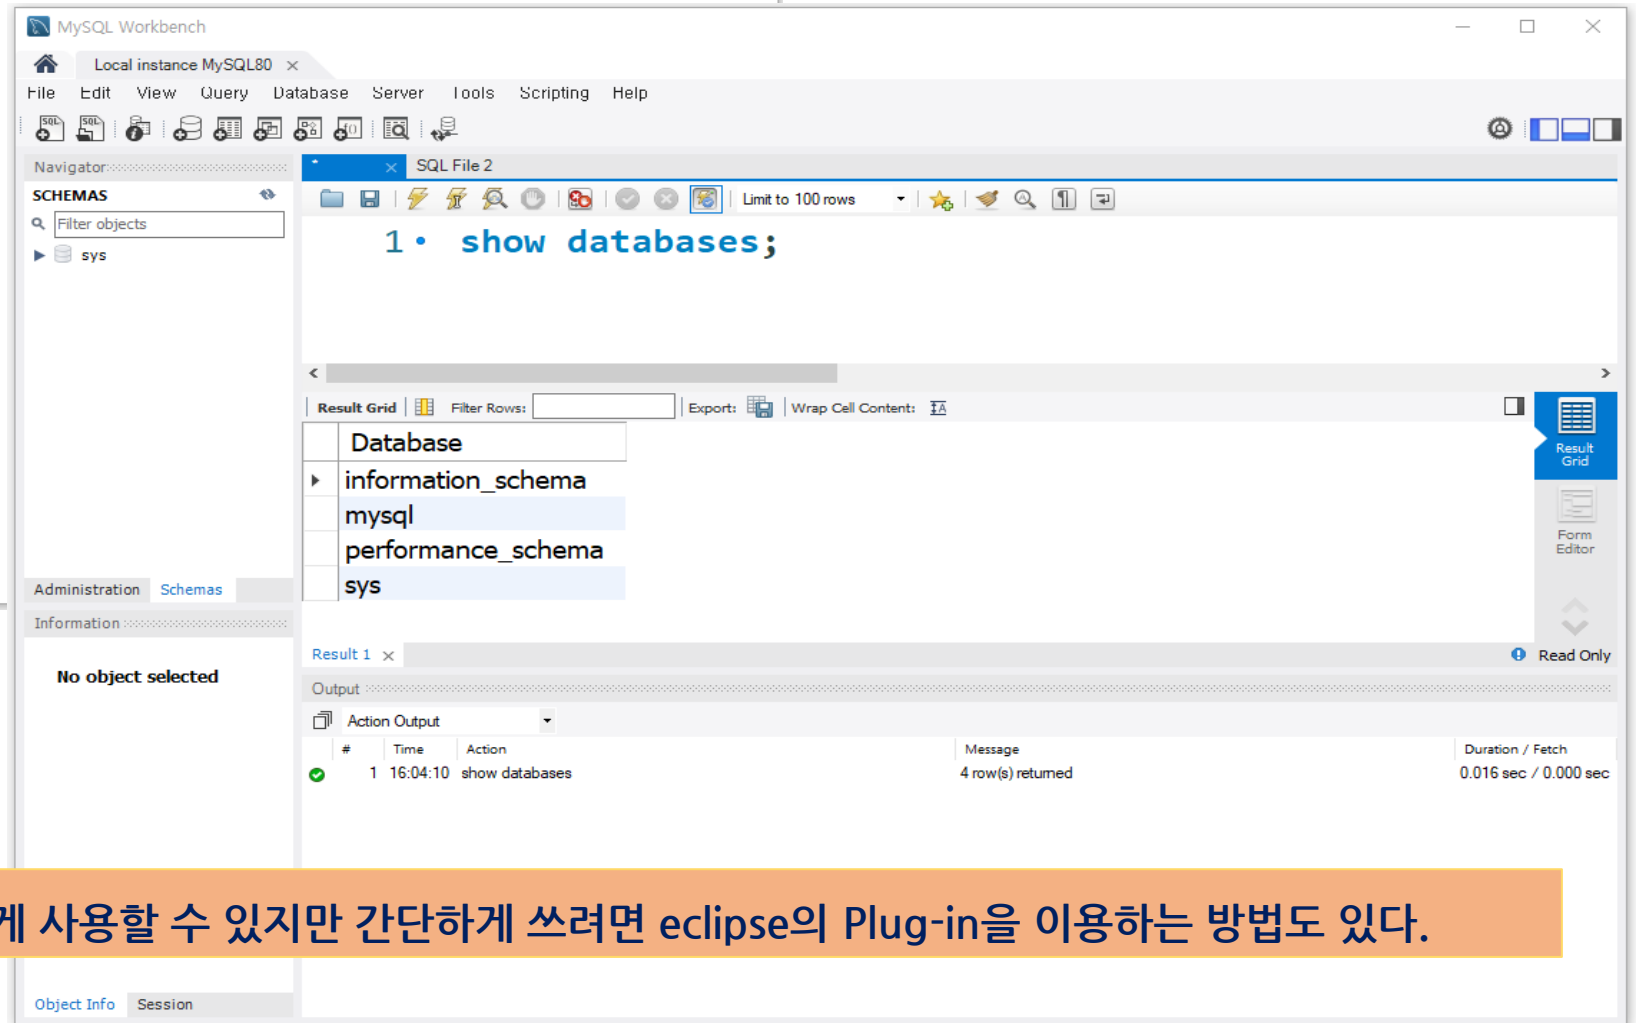 MySQL Workbench
Local instance MySQL80
File Edit View Query Database Server Tools Scripting Help
Navigator
SQL File 2
SCHEMAS
Limit to 100 rows
Filter objects
1 show databases;
sys
Result Grid Filter Rows: Export: Wrap Cell Content:
Database
information_schema
mysql
performance_schema
sys
Result
Grid
Form
Editor
Administration Schemas
Information
Result 1
Read Only
No object selected
Output
Action Output
# Time Action Message Duration / Fetch
1 16:04:10 show databases 4 row(s) returned 0.016 sec / 0.000 sec
게 사용할 수 있지만 간단하게 쓰려면 eclipse의 Plug-in을 이용하는 방법도 있다.
Object Info Session